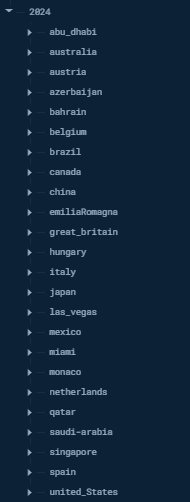 2024
abu_dhabi
australia
austria
azerbaijan
bahrain
belgium
brazil
canada
china
emiliaRomagna
great_britain
hungary
italy
japan
las_vegas
mexico
miami
monaco
netherlands
qatar
saudi-arabia
singapore
spain
united_States